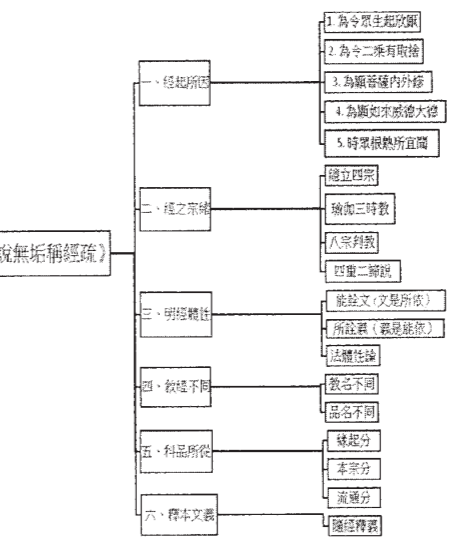 說無垢稱經疏》
一、經起所因
1. 為令眾生起欣厭
2. 為令二乘有取捨
3. 為顯菩薩內外修
4. 為顯如來威德大德
5. 時眾根熟所宜聞
二、經之宗緒
總立四宗
瑜伽三時教
八宗判教
四重二諦說
三、明經體性
能詮文（文是所依）
所詮義（義是能依）
法體性論
四、敘經不同
教名不同
品名不同
五、科品所從
緣起分
本宗分
流通分
六、釋本文義
隨經釋義